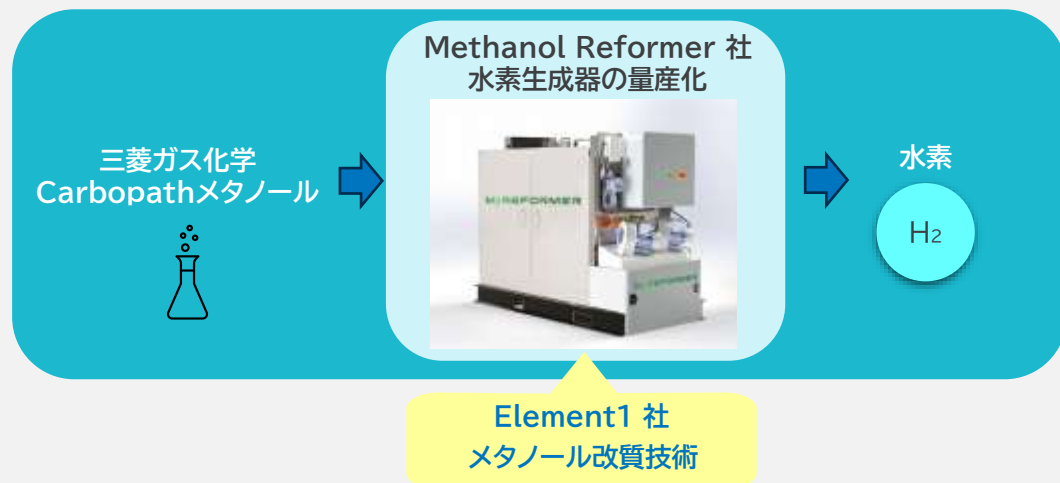 Methanol Reformer 社
水素生成器の量産化
三菱ガス化学
Carbopathメタノール
M:REFORMER
M:REFORMER
水素
H₂
Element1 社
メタノール改質技術